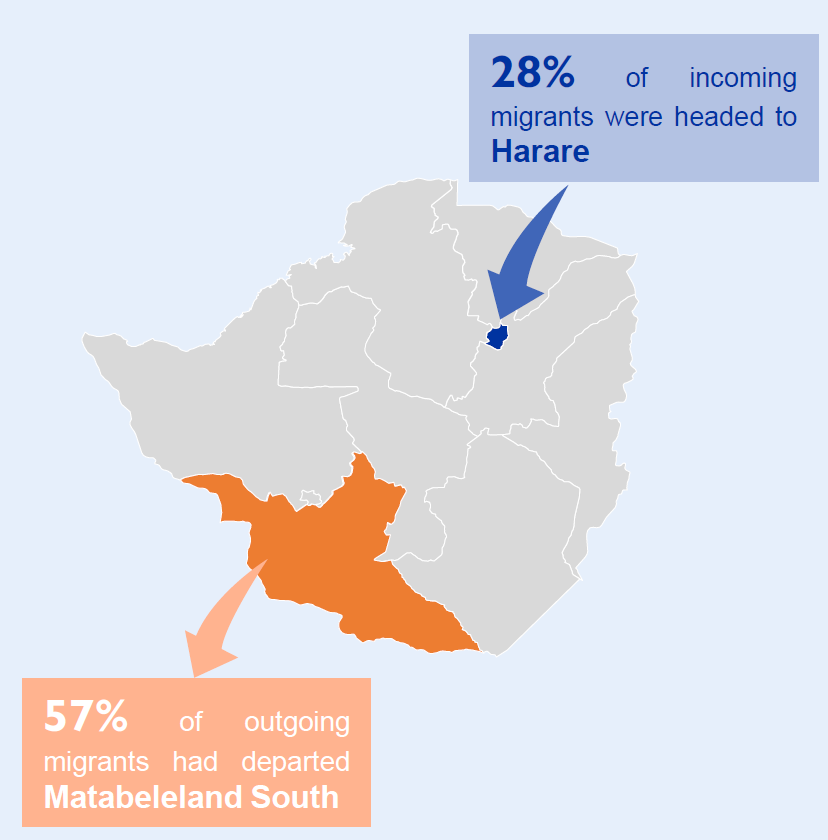 28% of incoming
migrants were headed to
Harare
57% of outgoing
migrants had departed
Matabeleland South